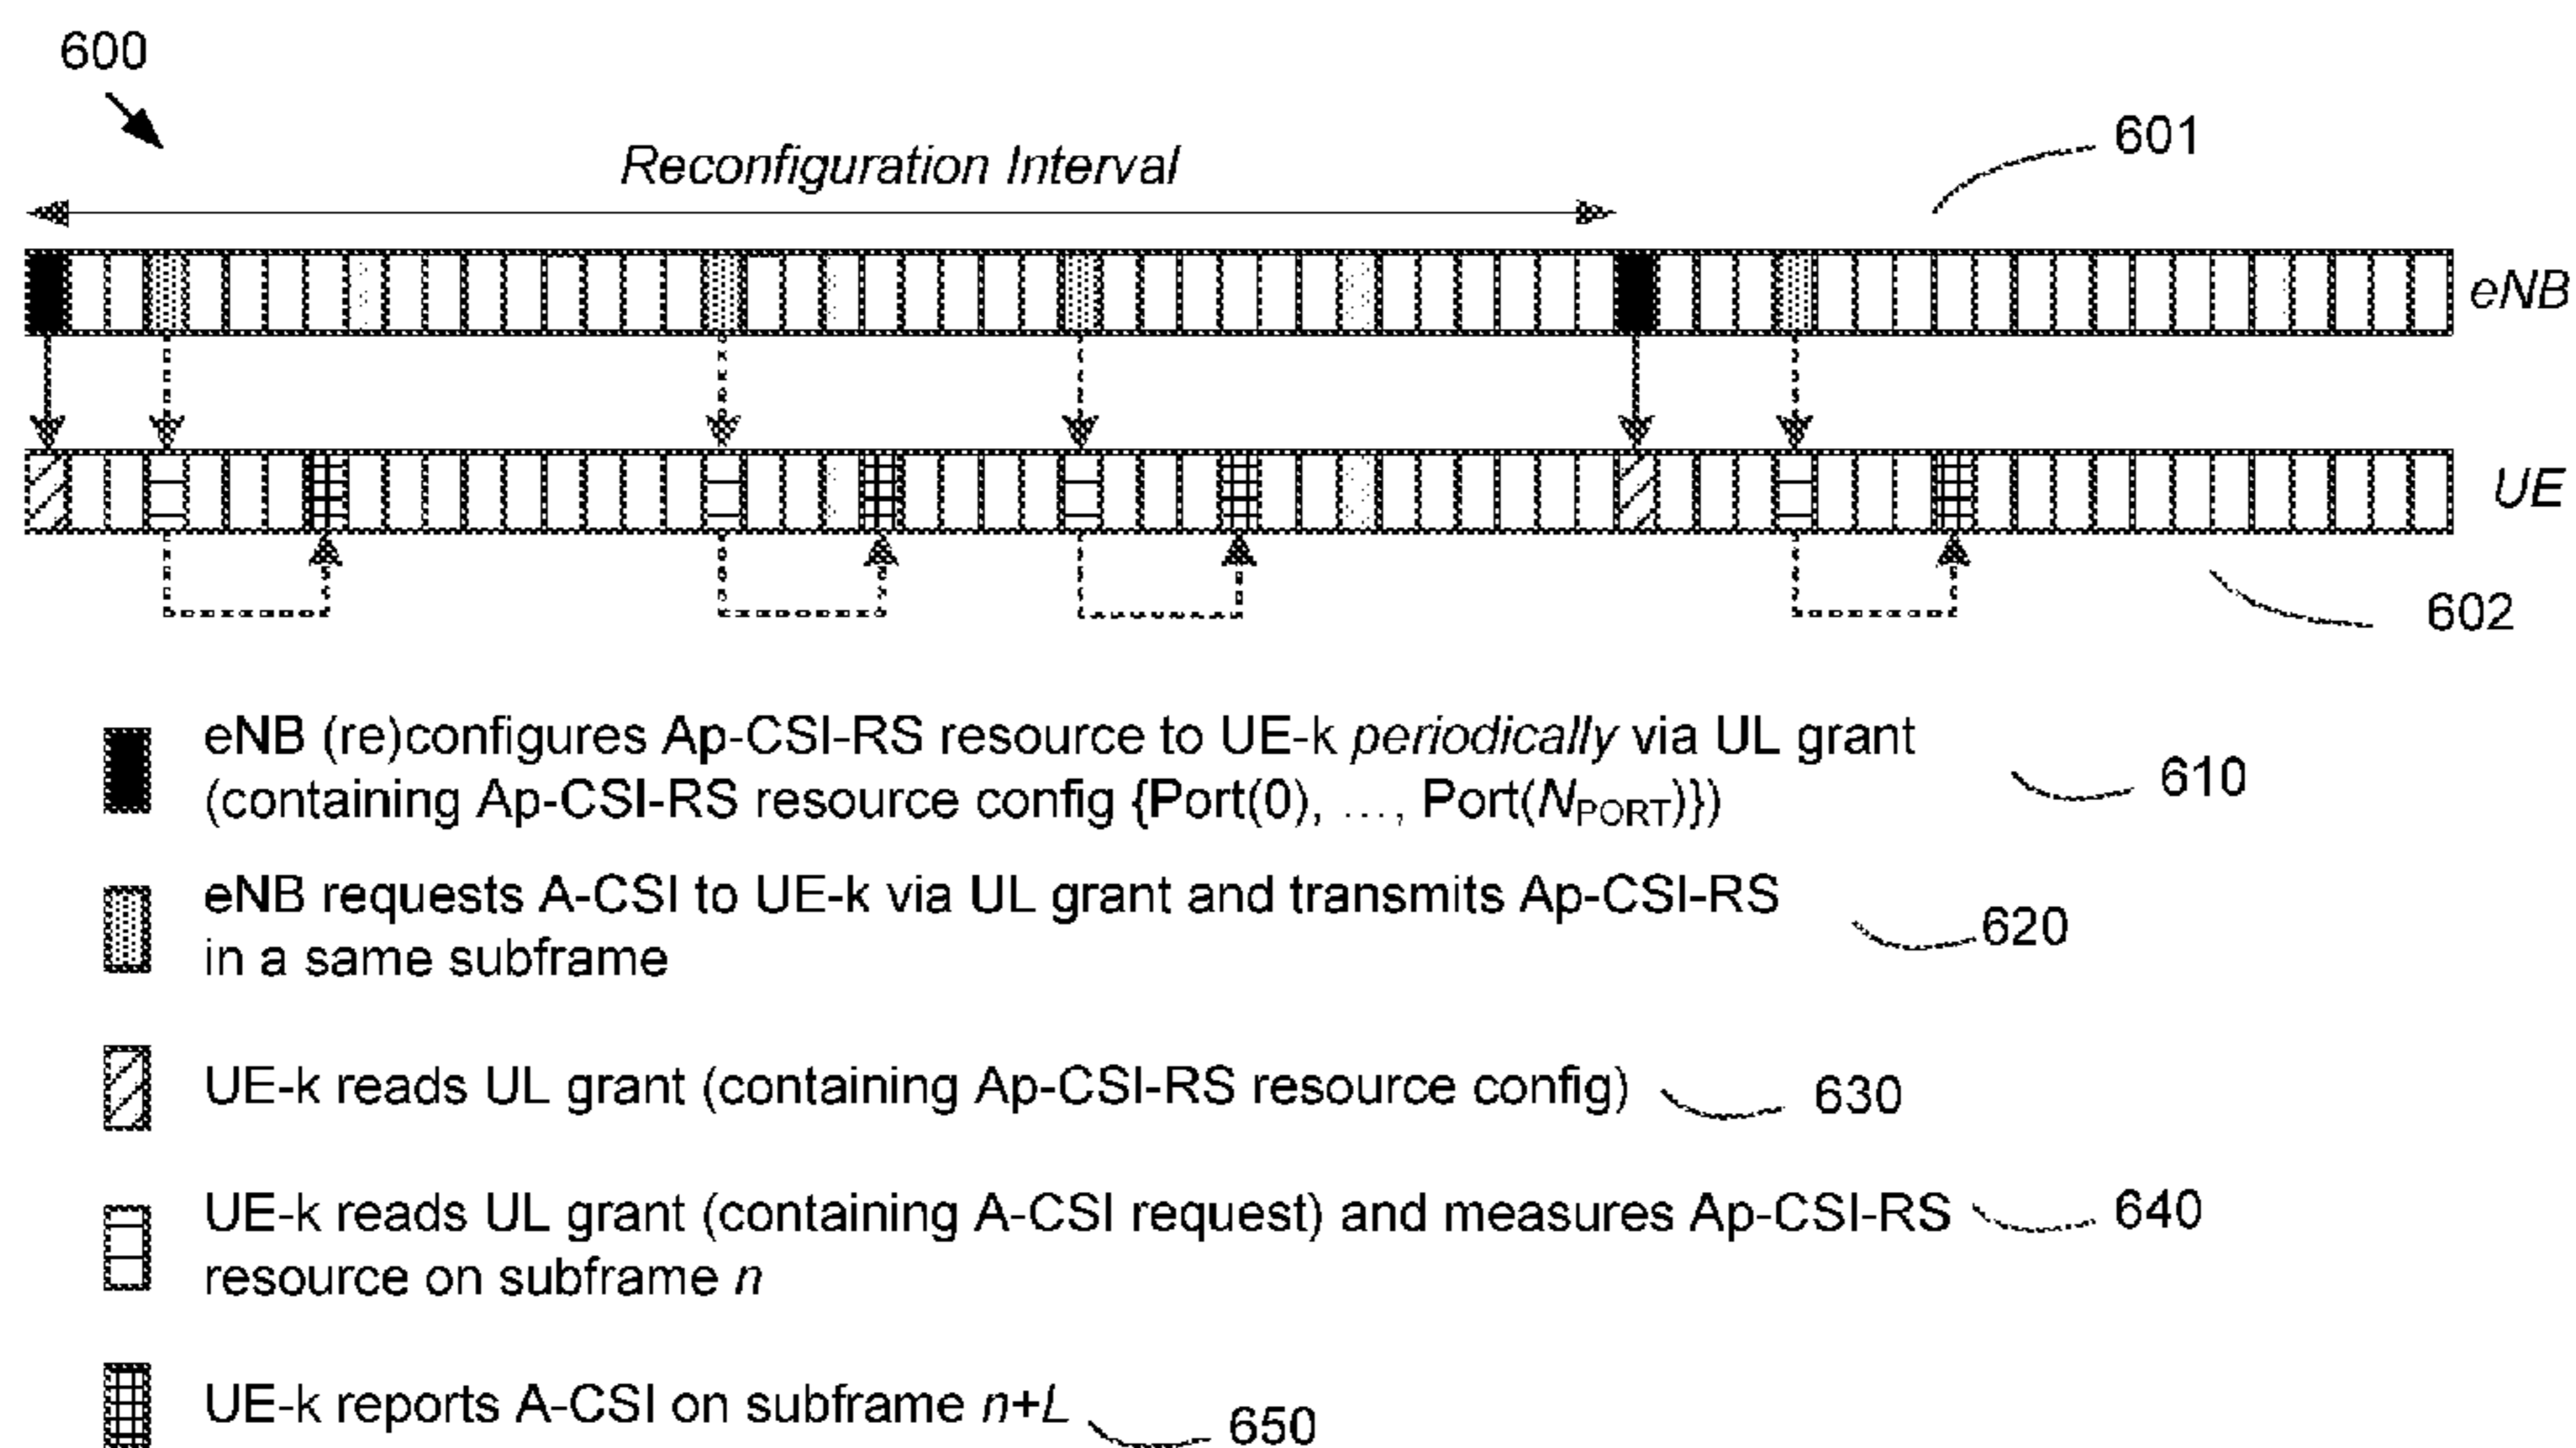 600
Reconfiguration Interval
601
eNB
UE
602
eNB (re)configures Ap-CSI-RS resource to UE-k periodically via UL grant
(containing Ap-CSI-RS resource config {Port(0), ..., Port(NPORT)})
610
eNB requests A-CSI to UE-k via UL grant and transmits Ap-CSI-RS
in a same subframe
620
UE-k reads UL grant (containing Ap-CSI-RS resource config)
630
UE-k reads UL grant (containing A-CSI request) and measures Ap-CSI-RS
resource on subframe n
640
UE-k reports A-CSI on subframe n+L
650